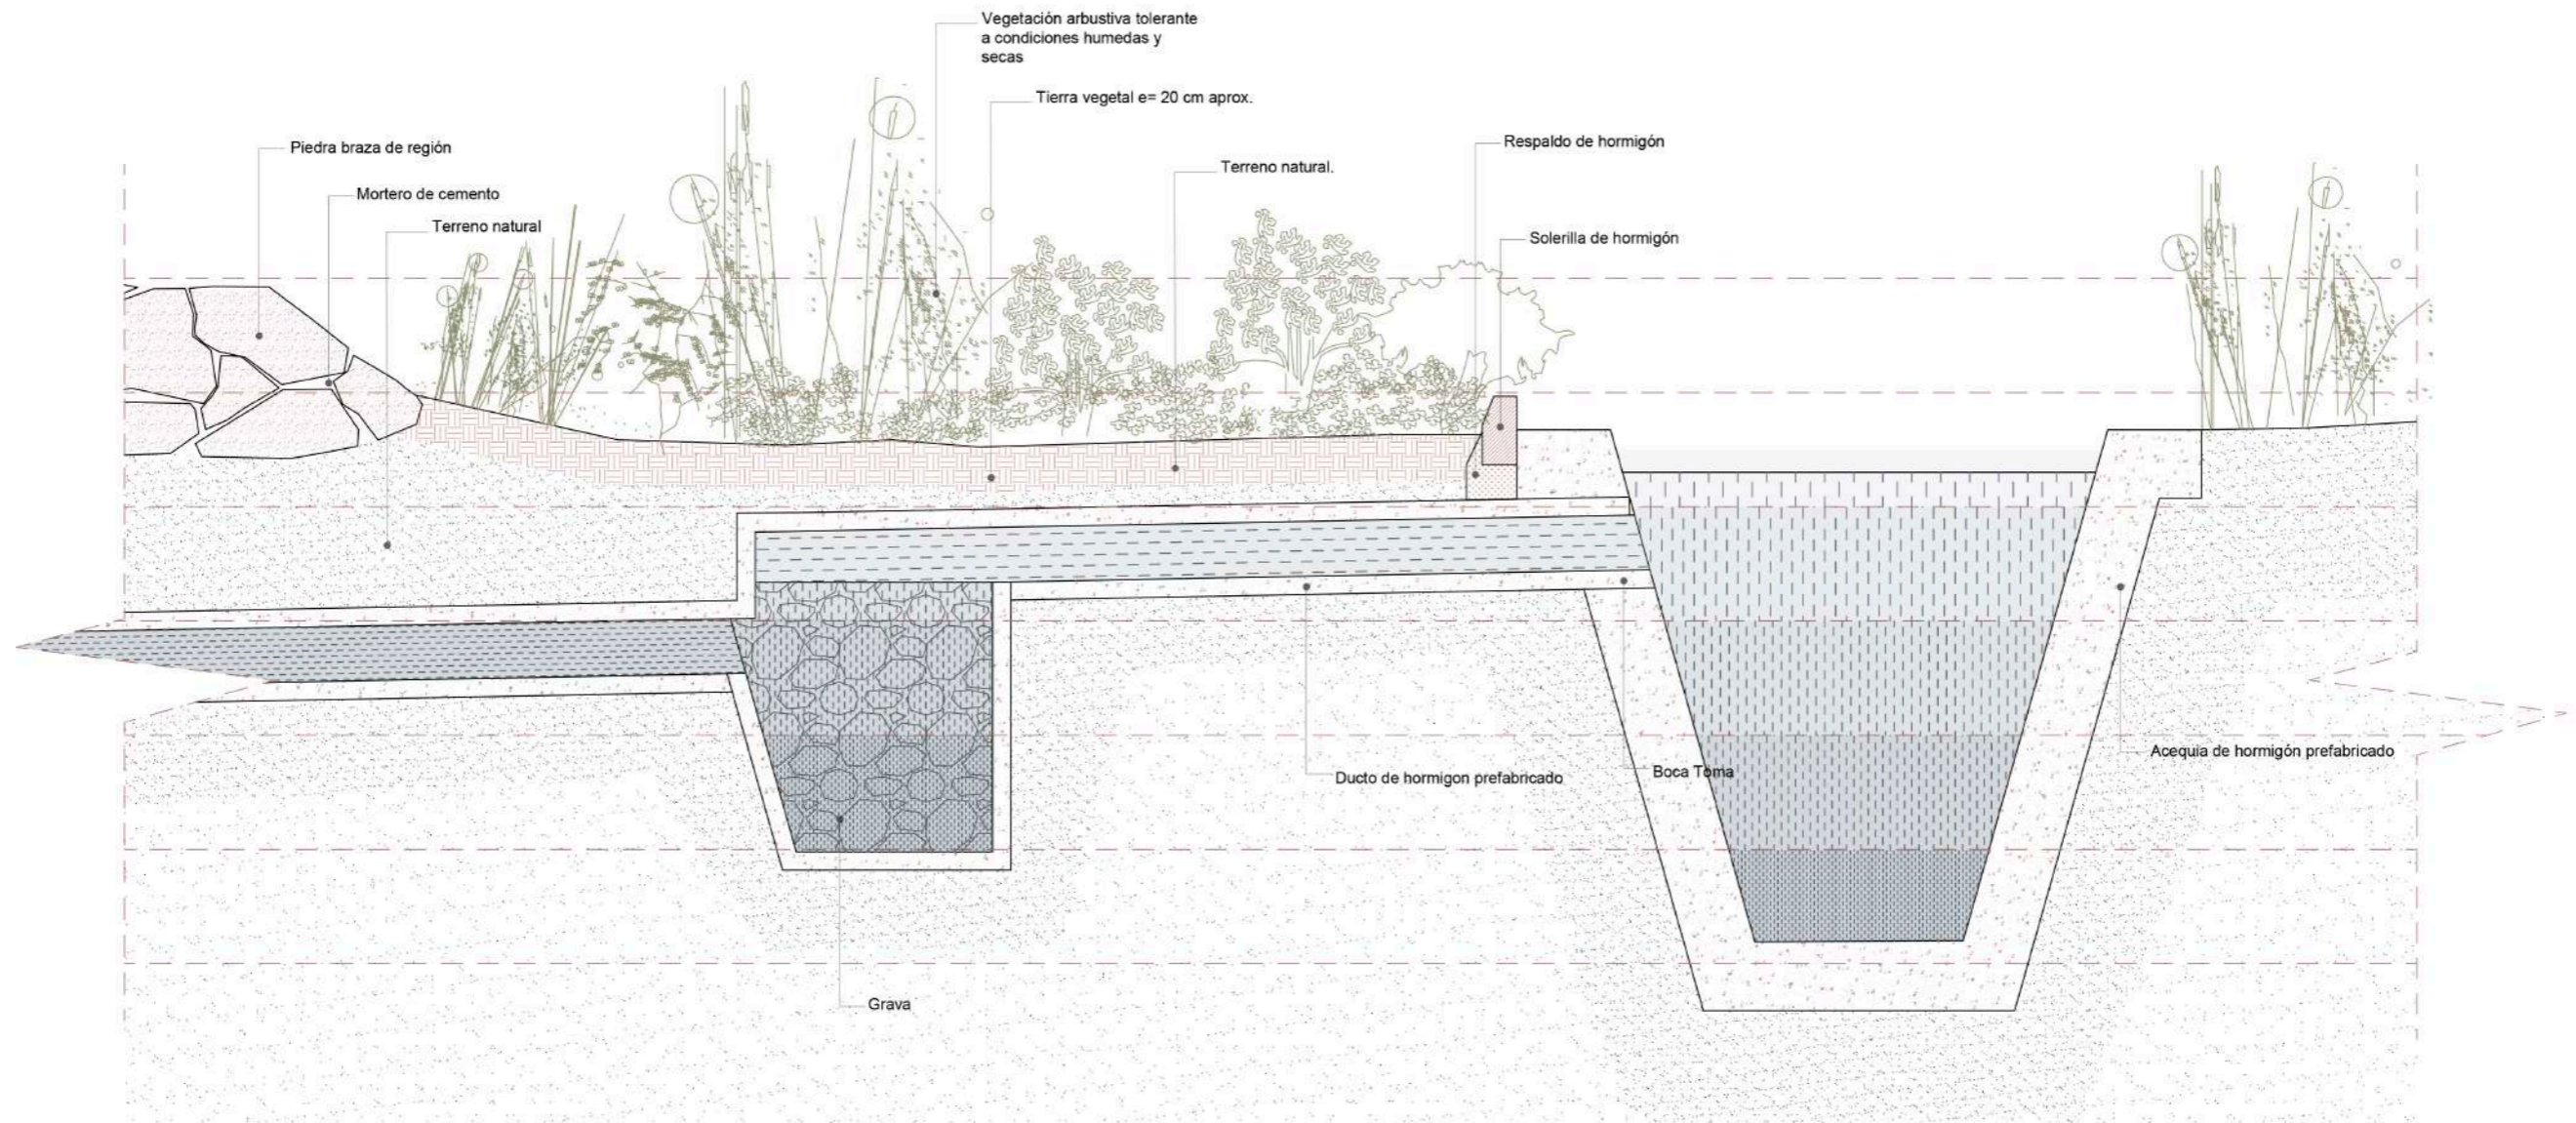 Vegetación arbustiva tolerante
a condiciones humedas y
secas
Tierra vegetal e= 20 cm aprox.
Piedra braza de región
Respaldo de hormigón
Terreno natural.
Mortero de cemento
Terreno natural
Solerilla de hormigón
Acequia de hormigón prefabricado
Boca Toma
Ducto de hormigon prefabricado
Grava